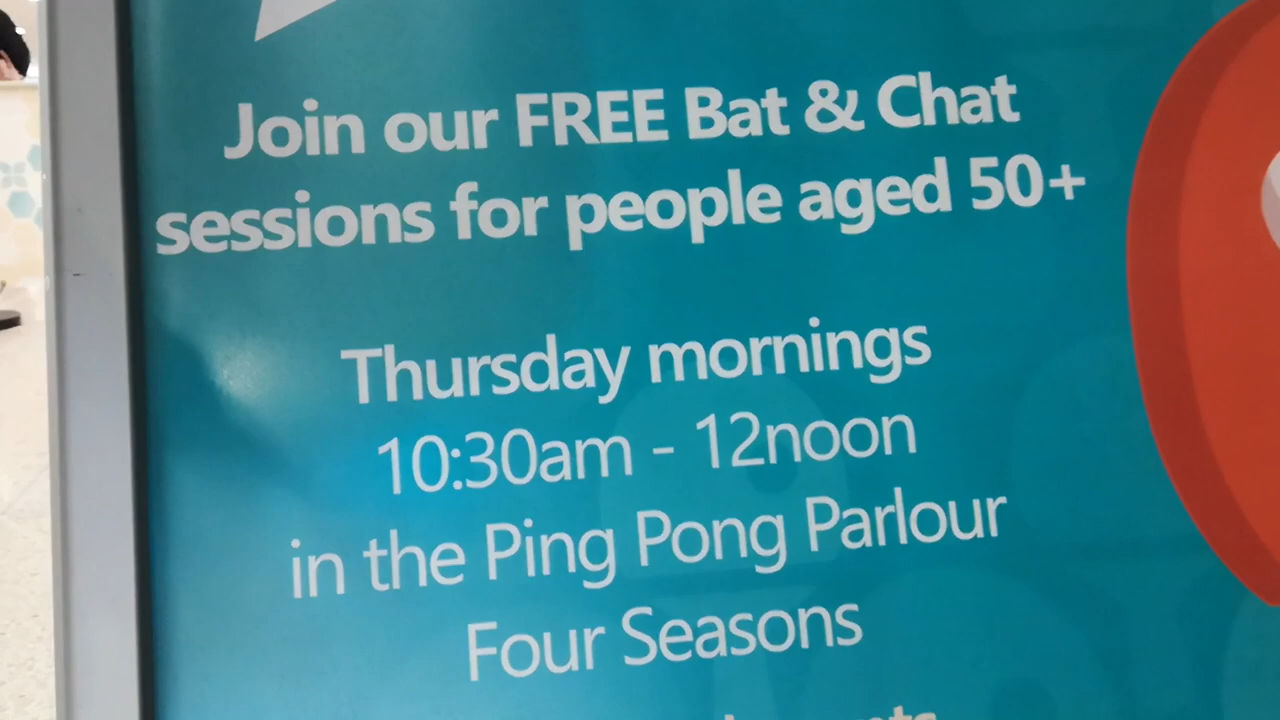 Join our FREE Bat & Chat
sessions for people aged 50+
Thursday mornings
10:30am - 12noon
in the Ping Pong Parlour
Four Seasons